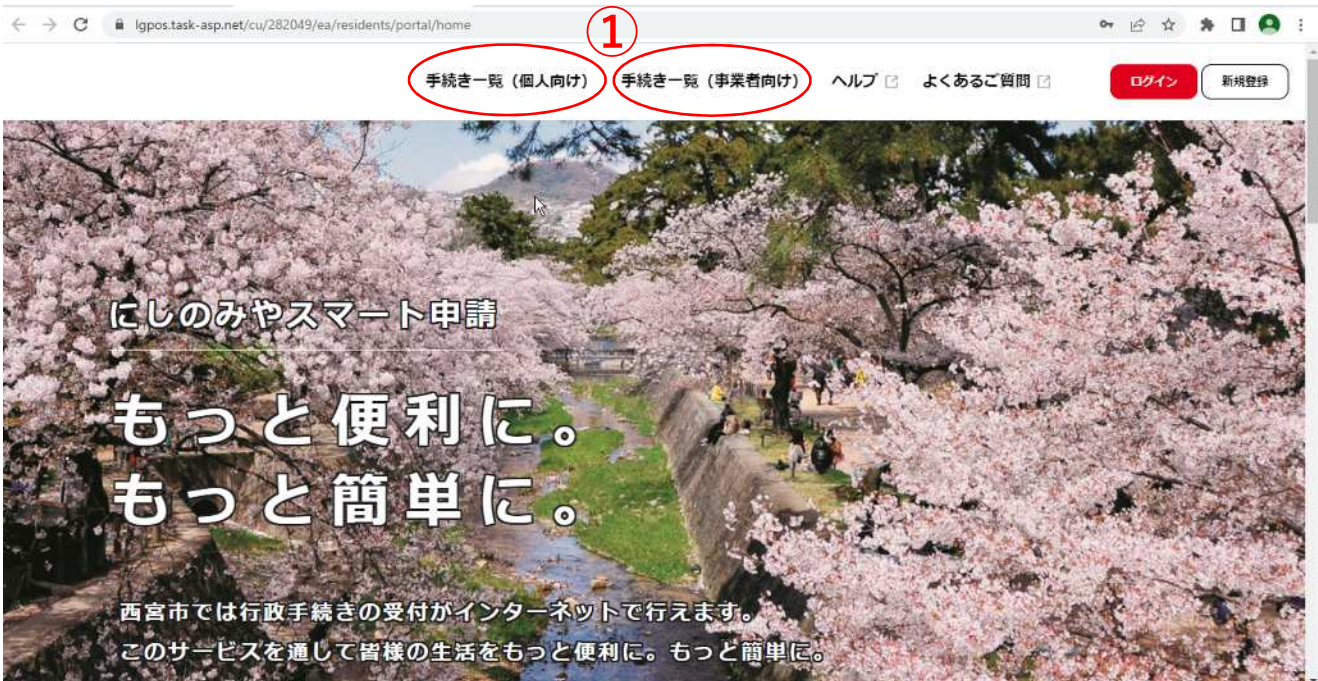 lgpos.task-asp.net/cu/282049/ea/residents/portal/home
①
手続き一覧（個人向け）
手続き一覧（事業者向け）
ヘルプ
よくあるご質問
ログイン
新規登録
にしのみやスマート申請
もっと便利に。
もっと簡単に。
西宮市では行政手続きの受付がインターネットで行えます。
このサービスを通して皆様の生活をもっと便利に。もっと簡単に。